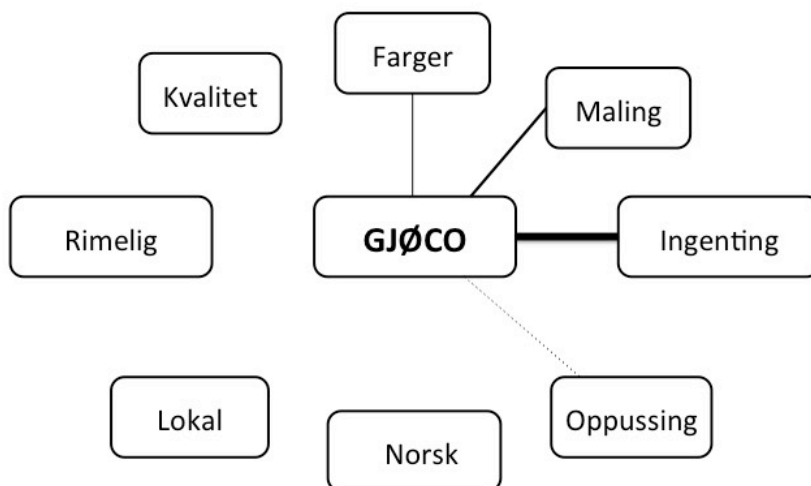 Farger
Kvalitet
Maling
Rimelig
GJØCO
Ingenting
Lokal
Oppussing
Norsk